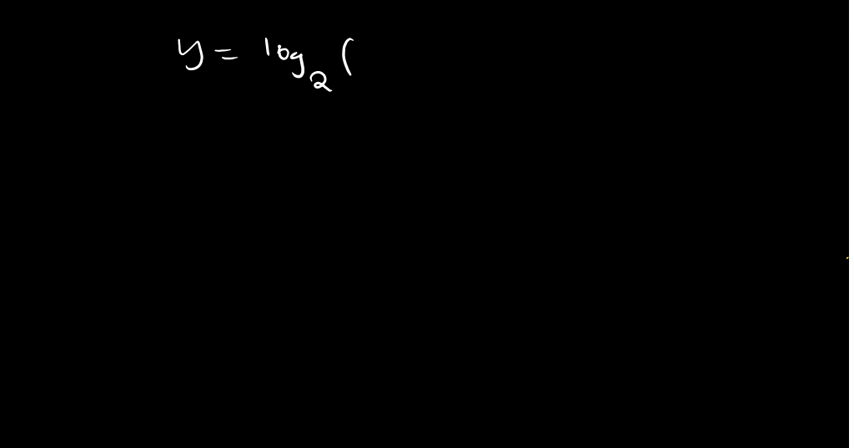 y = log₂ (